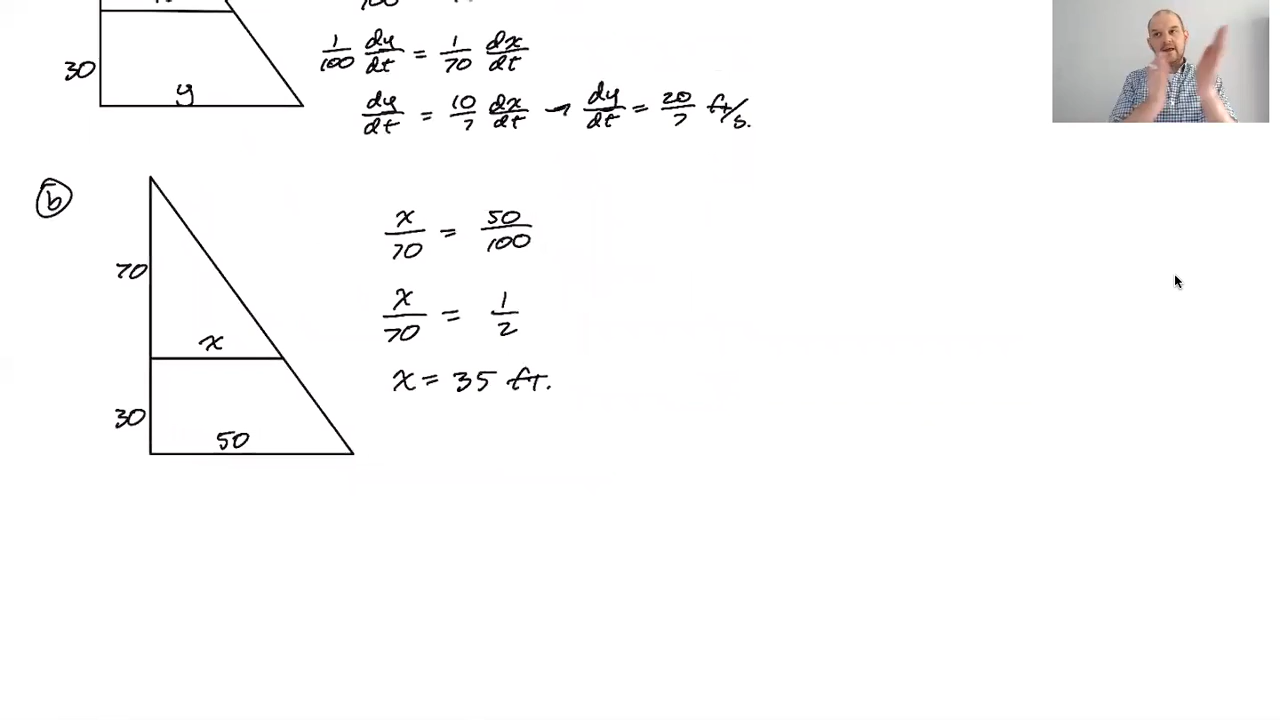 30
y
1/100 dy/dt = 1/70 dx/dt
dy/dt = 10/7 dx/dt → dy/dt = 20/7 ft/s.
b
70
x
30
50
x/70 = 50/100
x/70 = 1/2
x = 35 ft.